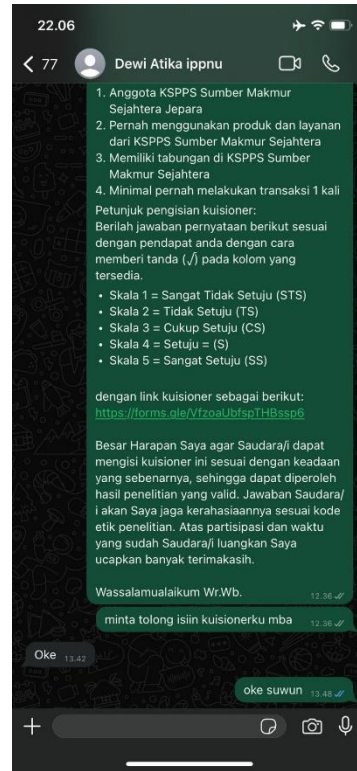 22.06
77 Dewi Atika ippnu
1. Anggota KSPPS Sumber Makmur
Sejahtera Jepara
2. Pernah menggunakan produk dan layanan
dari KSPPS Sumber Makmur Sejahtera
3. Memiliki tabungan di KSPPS Sumber
Makmur Sejahtera
4. Minimal pernah melakukan transaksi 1 kali
Petunjuk pengisian kuisioner:
Berilah jawaban pernyataan berikut sesuai
dengan pendapat anda dengan cara
memberi tanda (√) pada kolom yang
tersedia.
• Skala 1 = Sangat Tidak Setuju (STS)
• Skala 2 = Tidak Setuju (TS)
• Skala 3 = Cukup Setuju (CS)
• Skala 4 = Setuju = (S)
• Skala 5 = Sangat Setuju (SS)
dengan link kuisioner sebagai berikut:
https://forms.gle/VfzoaUbfspTHBssp6
Besar Harapan Saya agar Saudara/i dapat
mengisi kuisioner ini sesuai dengan keadaan
yang sebenarnya, sehingga dapat diperoleh
hasil penelitian yang valid. Jawaban Saudara/
i akan Saya jaga kerahasiaannya sesuai kode
etik penelitian. Atas partisipasi dan waktu
yang sudah Saudara/i luangkan Saya
ucapkan banyak terimakasih.
Wassalamualaikum Wr.Wb. 12.36
minta tolong isiin kuisionerku mba 12.36
Oke 13.42
oke suwun 13.48